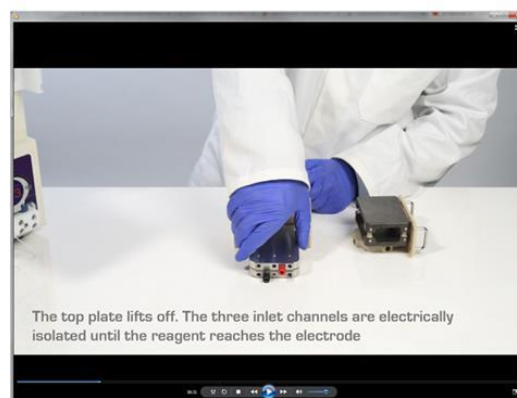 The top plate lifts off. The three inlet channels are electrically
isolated until the reagent reaches the electrode